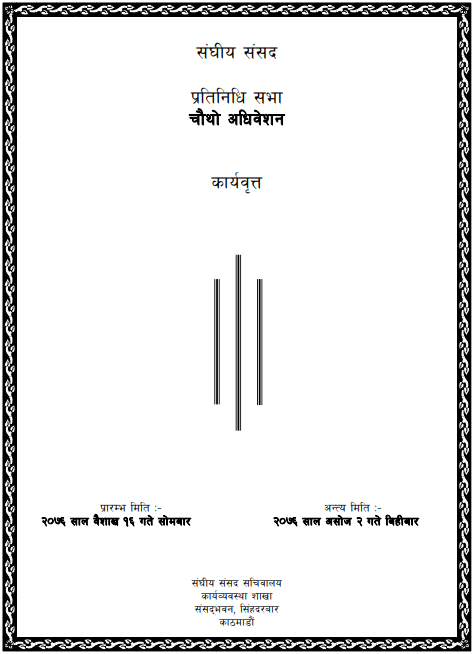 संघीय संसद
प्रतिनिधि सभा
चौथो अधिवेशन
कार्यवृत्त
प्रारम्भ मिति :-
२०७६ साल वैशाख १६ गते सोमबार
अन्त्य मिति :-
२०७६ साल असोज २ गते बिहीबार
संघीय संसद सचिवालय
कार्यव्यवस्था शाखा
संसद्भवन, सिंहदरबार
काठमाडौं